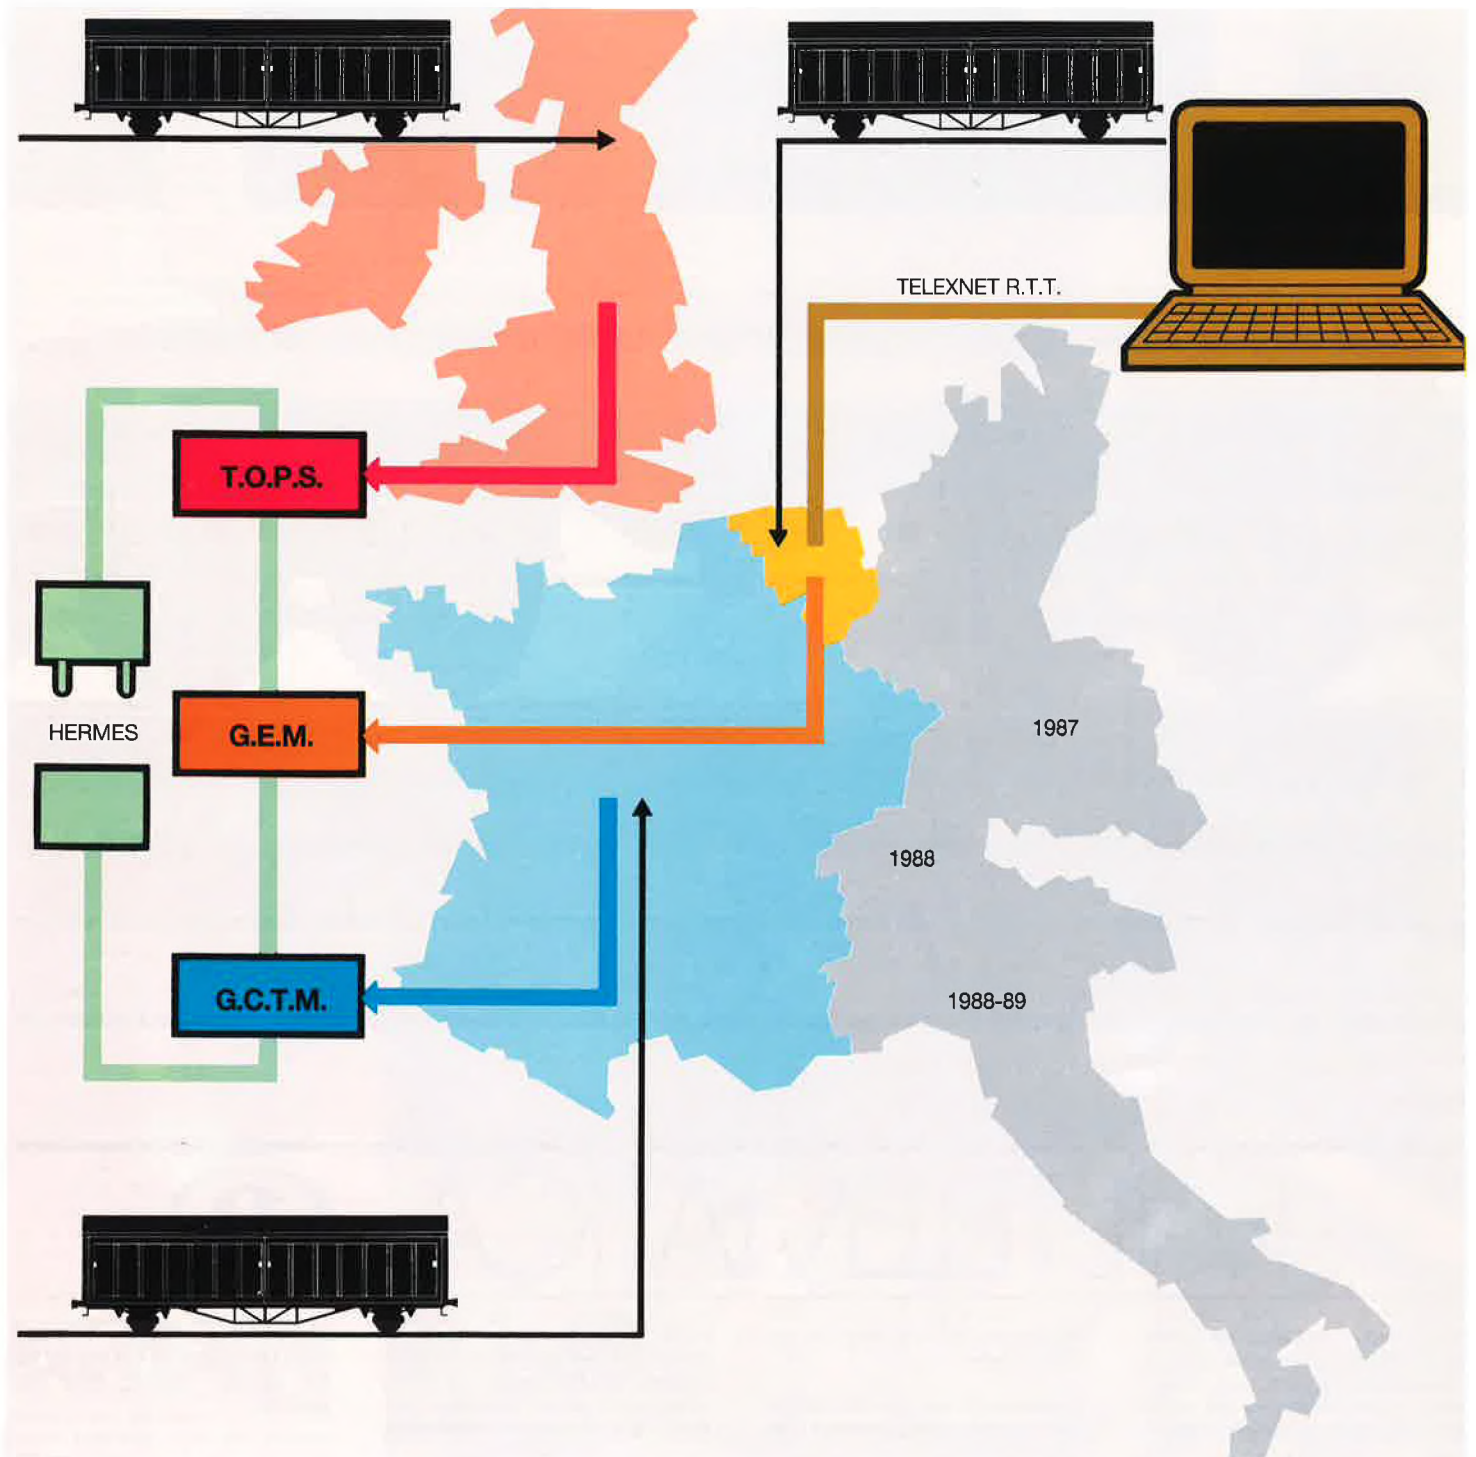 TELEXNET R.T.T.
T.O.P.S.
HERMES
G.E.M.
1987
1988
G.C.T.M.
1988-89